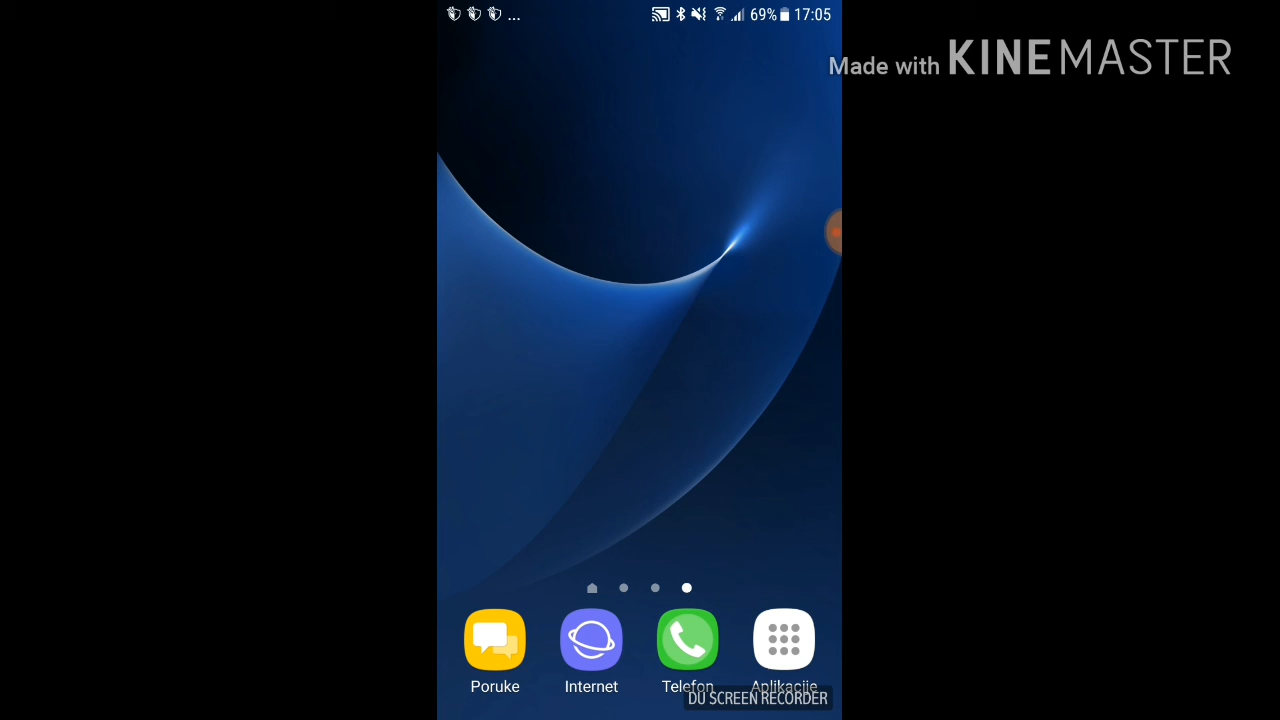 ... 69% 17:05
Made with KINEMASTER
Poruke Internet Telefon Aplikacije
DU SCREEN RECORDER